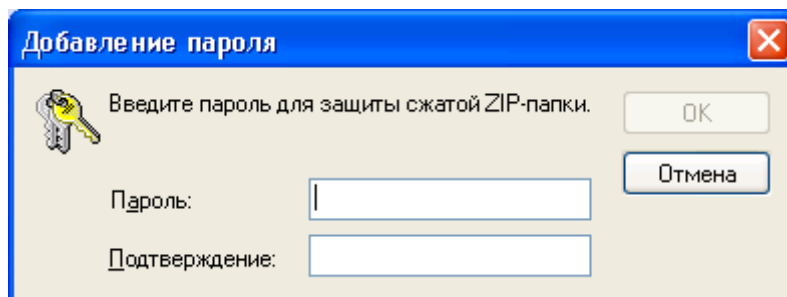 Добавление пароля
Введите пароль для защиты сжатой ZIP-папки.
OK
Отмена
Пароль:
Подтверждение: